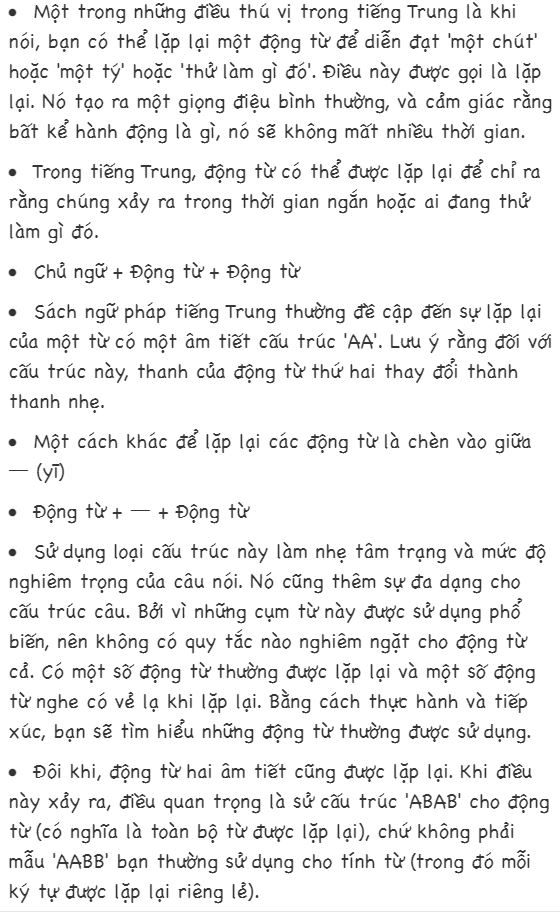 • Một trong những điều thú vị trong tiếng Trung là khi
nói, bạn có thể lặp lại một động từ để diễn đạt 'một chút'
hoặc 'một tý' hoặc 'thử làm gì đó'. Điều này được gọi là lặp
lại. Nó tạo ra một giọng điệu bình thường, và cảm giác rằng
bất kể hành động là gì, nó sẽ không mất nhiều thời gian.
• Trong tiếng Trung, động từ có thể được lặp lại để chỉ ra
rằng chúng xảy ra trong thời gian ngắn hoặc ai đang thử
làm gì đó.
• Chủ ngữ + Động từ + Động từ
• Sách ngữ pháp tiếng Trung thường đề cập đến sự lặp lại
của một từ có một âm tiết cấu trúc 'AA'. Lưu ý rằng đối với
cấu trúc này, thanh của động từ thứ hai thay đổi thành
thanh nhẹ.
• Một cách khác để lặp lại các động từ là chèn vào giữa
一 (yī)
• Động từ + 一 + Động từ
• Sử dụng loại cấu trúc này làm nhẹ tâm trạng và mức độ
nghiêm trọng của câu nói. Nó cũng thêm sự đa dạng cho
cấu trúc câu. Bởi vì những cụm từ này được sử dụng phổ
biến, nên không có quy tắc nào nghiêm ngặt cho động từ
cả. Có một số động từ thường được lặp lại và một số động
từ nghe có vẻ lạ khi lặp lại. Bằng cách thực hành và tiếp
xúc, bạn sẽ tìm hiểu những động từ thường được sử dụng.
• Đôi khi, động từ hai âm tiết cũng được lặp lại. Khi điều
này xảy ra, điều quan trọng là sử cấu trúc 'ABAB' cho động
từ (có nghĩa là toàn bộ từ được lặp lại), chứ không phải
mẫu 'AABB' bạn thường sử dụng cho tính từ (trong đó mỗi
ký tự được lặp lại riêng lẻ).